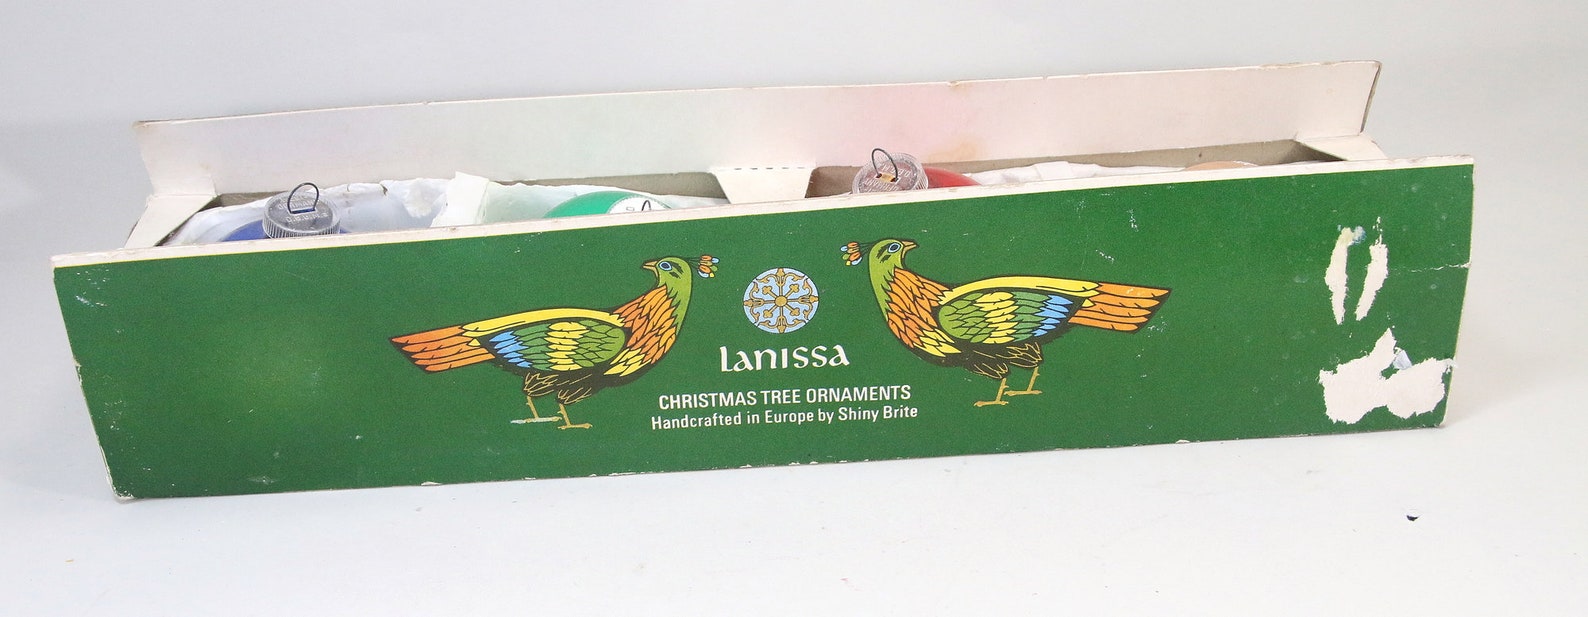 Lanissa
CHRISTMAS TREE ORNAMENTS
Handcrafted in Europe by Shiny Brite